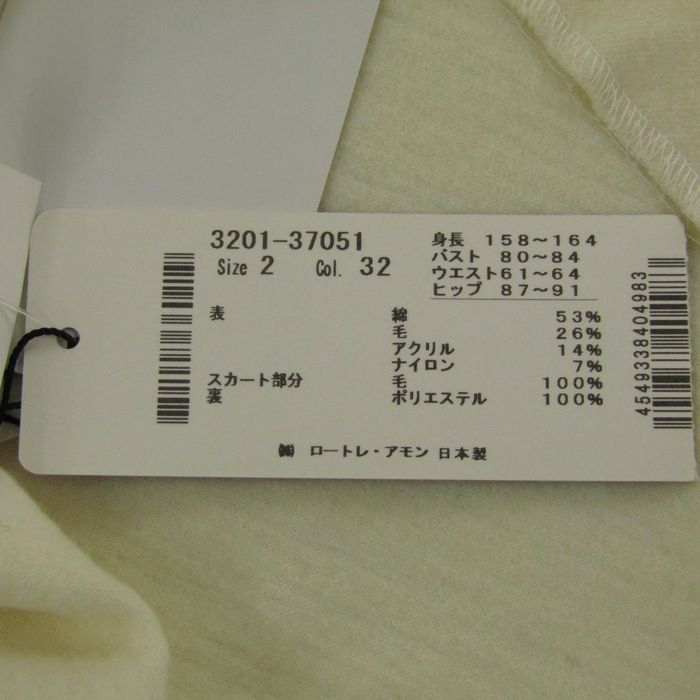 3201-37051
Size 2 Col. 32
身長 158～164
バスト 80～84
ウエスト61～64
ヒップ 87～91
表 綿 53%
毛 26%
アクリル 14%
ナイロン 7%
スカート部分 毛 100%
裏 ポリエステル 100%
㈱ ロートレ・アモン 日本製
4549338404983